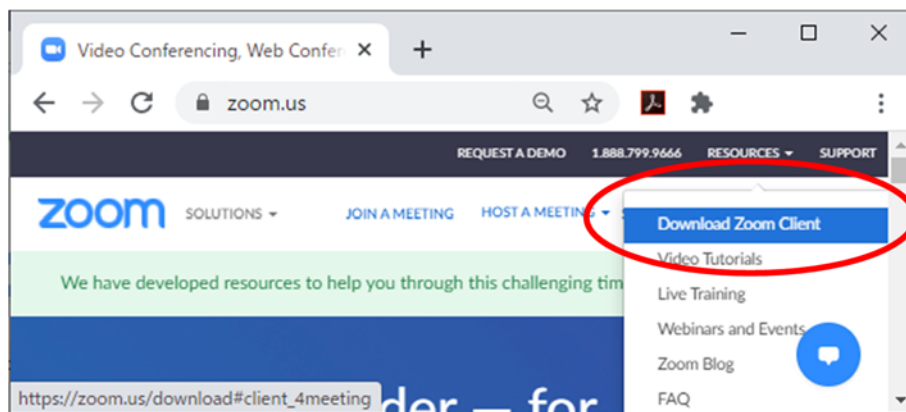 Video Conferencing, Web Confer
zoom.us
REQUEST A DEMO 1.888.799.9666 RESOURCES SUPPORT
zoom SOLUTIONS JOIN A MEETING HOST A MEETING
Download Zoom Client
Video Tutorials
We have developed resources to help you through this challenging tim
Live Training
Webinars and Events
Zoom Blog
FAQ
https://zoom.us/download#client_4meeting
der — for